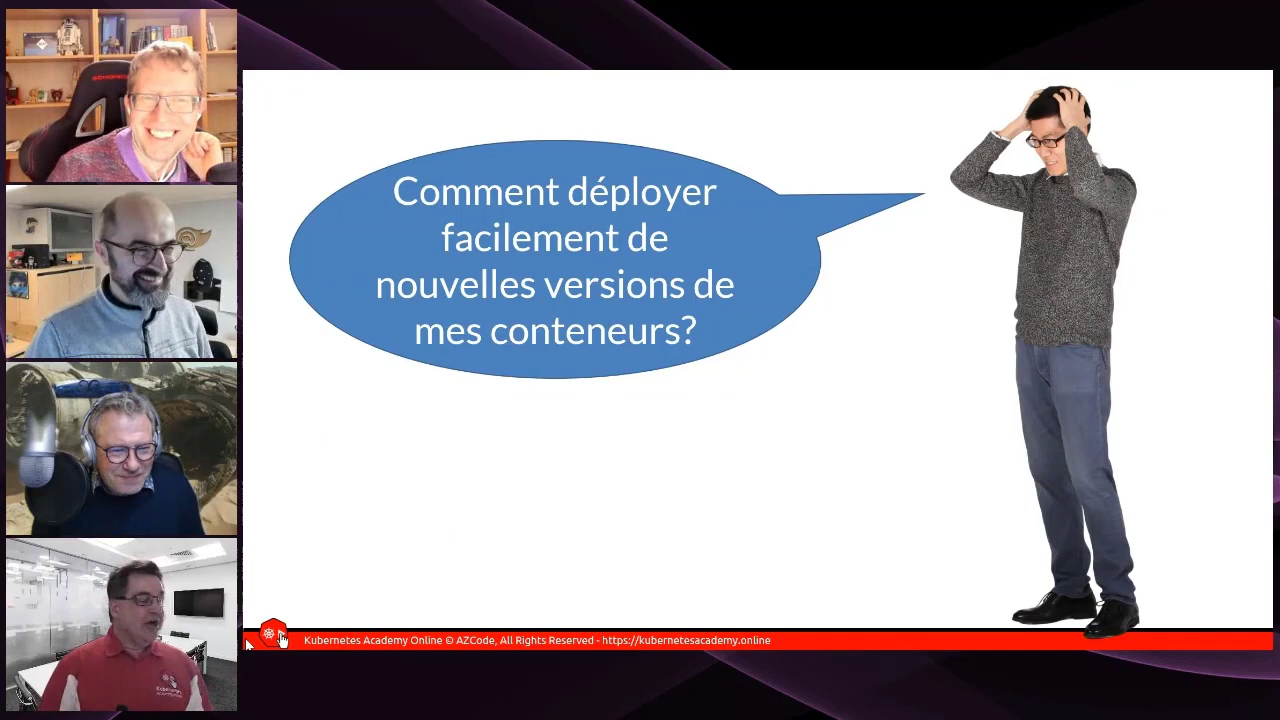 Comment déployer
facilement de
nouvelles versions de
mes conteneurs?
Kubernetes Academy Online © AZCode, All Rights Reserved - https://kubernetesacademy.online